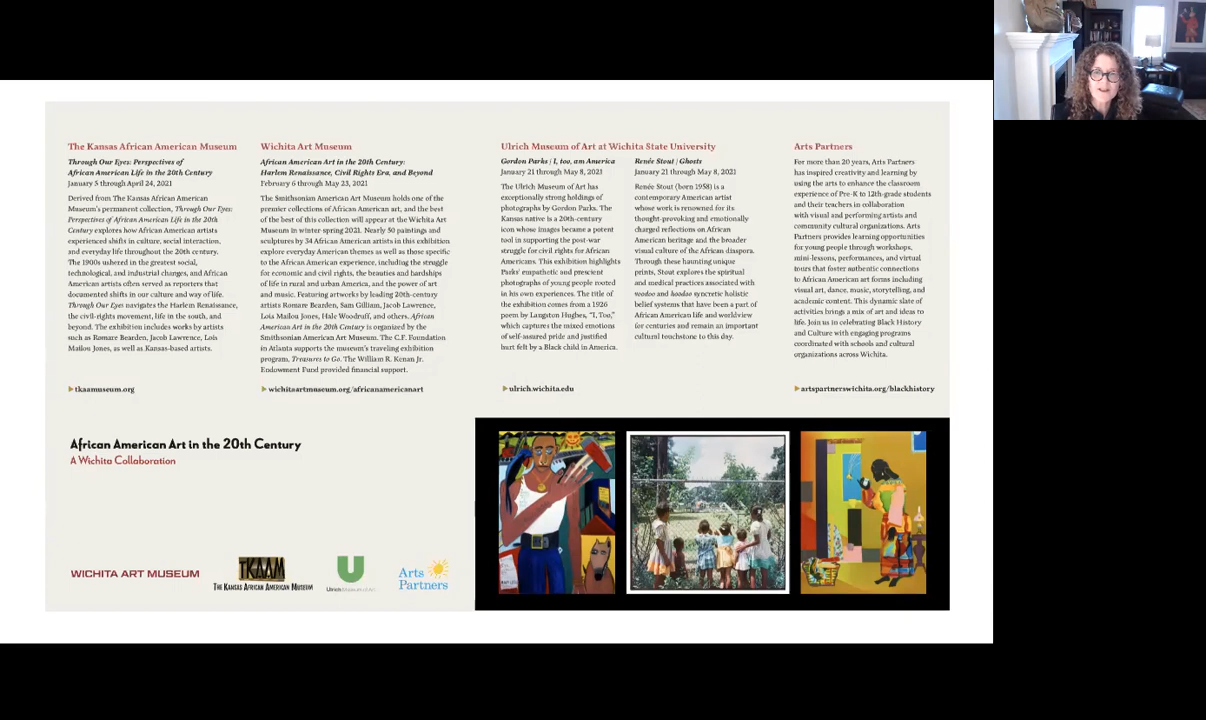 The Kansas African American Museum
Through Our Eyes: Perspectives of
African American Life in the 20th Century
January 5 through April 24, 2021
Derived from The Kansas African American
Museum's permanent collection, Through Our Eyes:
Perspectives of African American Life in the 20th
Century explores how African American artists
experienced shifts in culture, social interaction,
and everyday life throughout the 20th century.
The 1900s ushered in the greatest social,
technological, and industrial changes, and African
American artists often served as reporters that
documented shifts in our culture and way of life.
Through Our Eyes navigates the Harlem Renaissance,
the civil-rights movement, life in the south, and
beyond. The exhibition includes works by artists
such as Romare Bearden, Jacob Lawrence, Lois
Mailou Jones, as well as Kansas-based artists.
tkaamuseum.org
Wichita Art Museum
African American Art in the 20th Century:
Harlem Renaissance, Civil Rights Era, and Beyond
February 6 through May 23, 2021
The Smithsonian American Art Museum holds one of the
premier collections of African American art, and the best
of the best of this collection will appear at the Wichita Art
Museum in winter-spring 2021. Nearly 50 paintings and
sculptures by 34 African American artists in this exhibition
explore everyday American themes as well as those specific
to the African American experience, including the struggle
for economic and civil rights, the beauties and hardships
of life in rural and urban America, and the power of art
and music. Featuring artworks by leading 20th-century
artists Romare Bearden, Sam Gilliam, Jacob Lawrence,
Lois Mailou Jones, Hale Woodruff, and others. African
American Art in the 20th Century is organized by the
Smithsonian American Art Museum. The C.F. Foundation
in Atlanta supports the museum's traveling exhibition
program, Treasures to Go. The William R. Kenan Jr.
Endowment Fund provided financial support.
wichitaartmuseum.org/africanamericanart
Ulrich Museum of Art at Wichita State University
Gordon Parks | I, too, am America
January 21 through May 8, 2021
The Ulrich Museum of Art has
exceptionally strong holdings of
photographs by Gordon Parks. The
Kansas native is a 20th-century
icon whose images became a potent
tool in supporting the post-war
struggle for civil rights for African
Americans. This exhibition highlights
Parks' empathetic and prescient
photographs of young people rooted
in his own experiences. The title of
the exhibition comes from a 1926
poem by Langston Hughes, "I, Too,"
which captures the mixed emotions
of self-assured pride and justified
hurt felt by a Black child in America.
ulrich.wichita.edu
Renée Stout | Ghosts
January 21 through May 8, 2021
Renée Stout (born 1958) is a
contemporary American artist
whose work is renowned for its
thought-provoking and emotionally
charged reflections on African
American heritage and the broader
visual culture of the African diaspora.
Through these haunting unique
prints, Stout explores the spiritual
and medical practices associated with
voodoo and hoodoo syncretic holistic
belief systems that have been a part of
African American life and worldview
for centuries and remain an important
cultural touchstone to this day.
Arts Partners
For more than 20 years, Arts Partners
has inspired creativity and learning by
using the arts to enhance the classroom
experience of Pre-K to 12th-grade students
and their teachers in collaboration
with visual and performing artists and
community cultural organizations. Arts
Partners provides learning opportunities
for young people through workshops,
mini-lessons, performances, and virtual
tours that foster authentic connections
to African American art forms including
visual art, dance, music, storytelling, and
academic content. This dynamic slate of
activities brings a mix of art and ideas to
life. Join us in celebrating Black History
and Culture with engaging programs
coordinated with schools and cultural
organizations across Wichita.
artspartnerswichita.org/blackhistory
African American Art in the 20th Century
A Wichita Collaboration
WICHITA ART MUSEUM
TKAAM
THE KANSAS AFRICAN AMERICAN MUSEUM
U
Ulrich Museum of Art
Arts
Partners